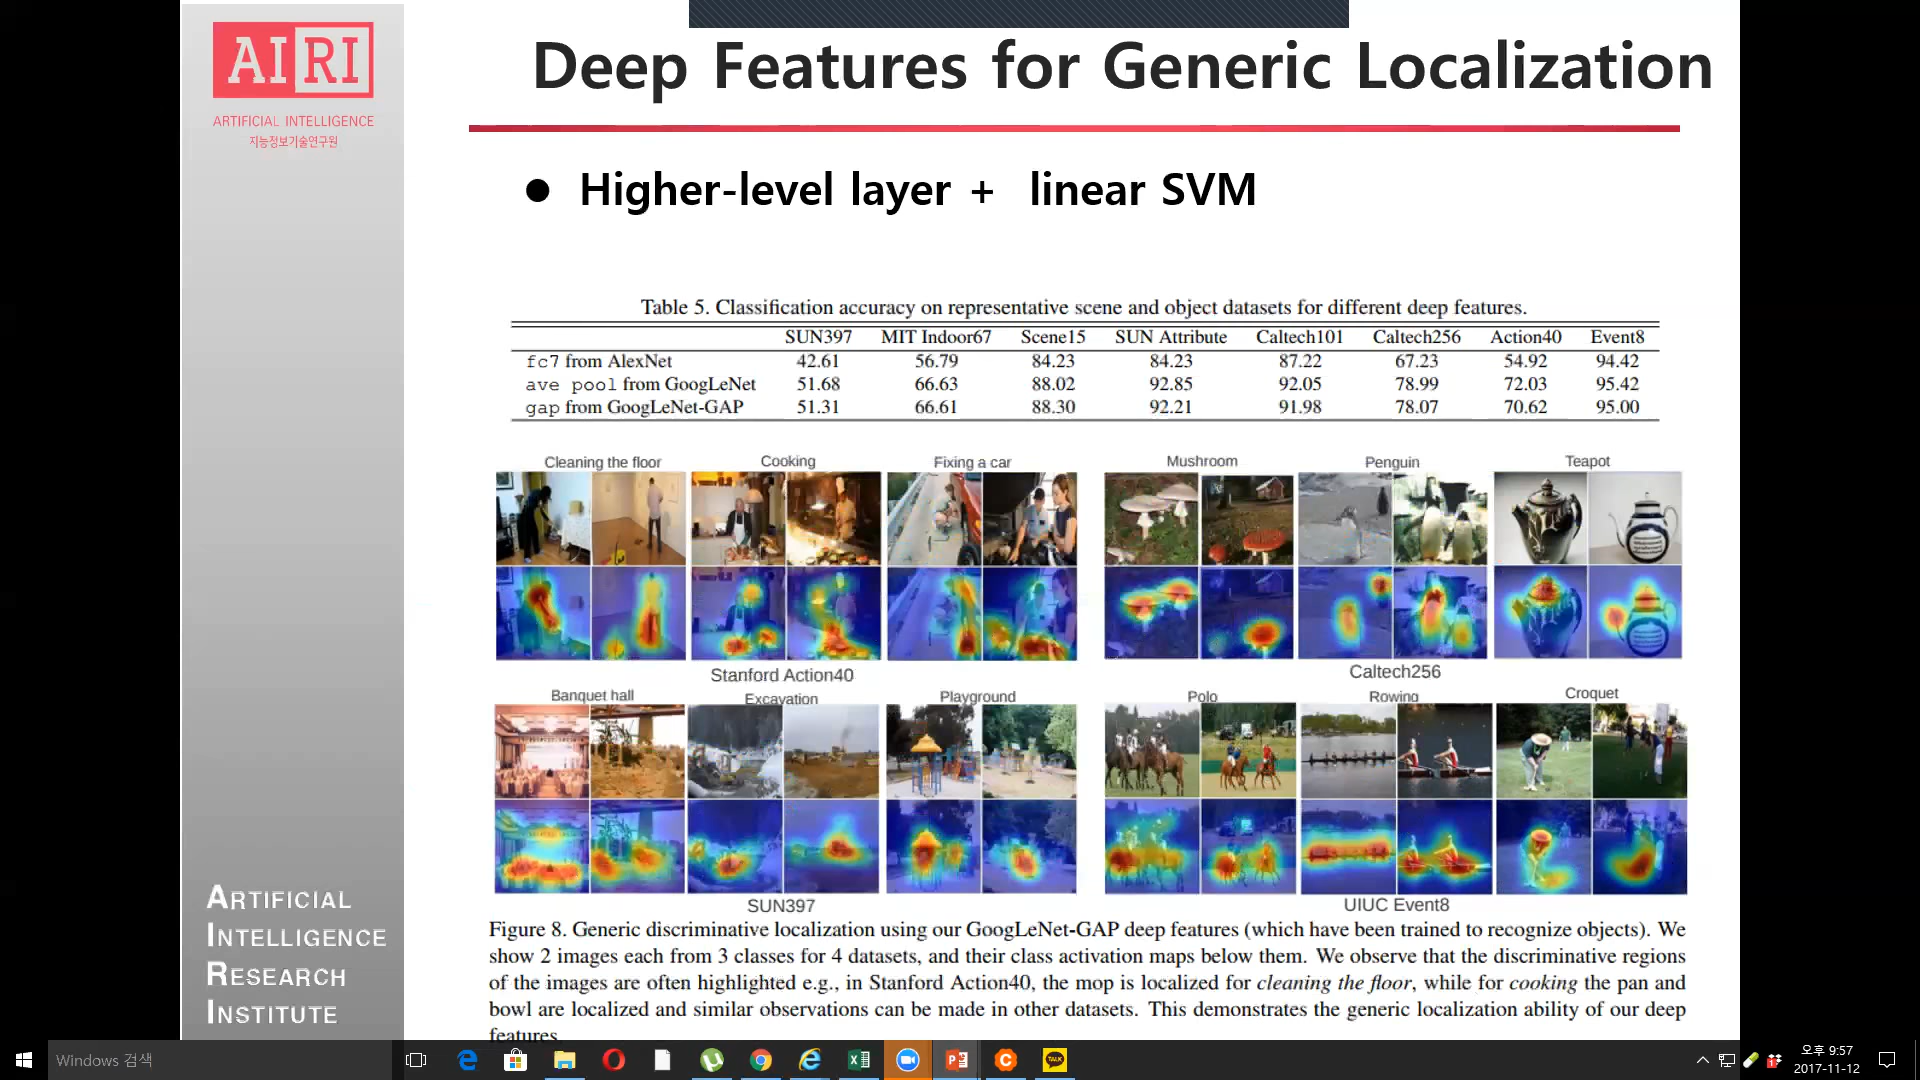 AIRI
ARTIFICIAL INTELLIGENCE
지능정보기술연구원
Deep Features for Generic Localization
● Higher-level layer + linear SVM
Table 5. Classification accuracy on representative scene and object datasets for different deep features.
SUN397 MIT Indoor67 Scene15 SUN Attribute Caltech101 Caltech256 Action40 Event8
fc7 from AlexNet 42.61 56.79 84.23 84.23 87.22 67.23 54.92 94.42
ave pool from GoogLeNet 51.68 66.63 88.02 92.85 92.05 78.99 72.03 95.42
gap from GoogLeNet-GAP 51.31 66.61 88.30 92.21 91.98 78.07 70.62 95.00
Cleaning the floor Cooking Fixing a car Mushroom Penguin Teapot
Stanford Action40 Caltech256
Banquet hall Excavation Playground Polo Rowing Croquet
SUN397 UIUC Event8
Figure 8. Generic discriminative localization using our GoogLeNet-GAP deep features (which have been trained to recognize objects). We
show 2 images each from 3 classes for 4 datasets, and their class activation maps below them. We observe that the discriminative regions
of the images are often highlighted e.g., in Stanford Action40, the mop is localized for cleaning the floor, while for cooking the pan and
bowl are localized and similar observations can be made in other datasets. This demonstrates the generic localization ability of our deep
features.
ARTIFICIAL
INTELLIGENCE
RESEARCH
INSTITUTE
Windows 검색
TALK
오후 9:57
2017-11-12